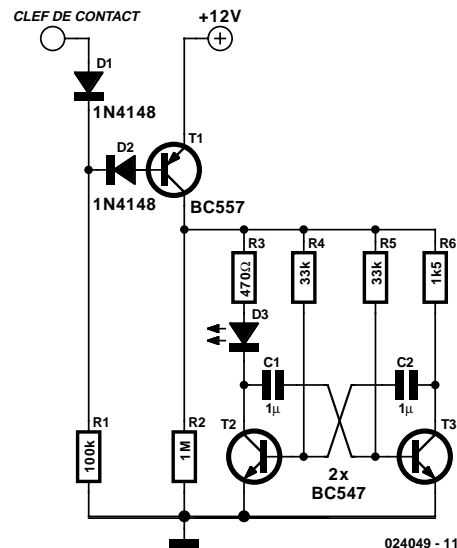 CLEF DE CONTACT
+12V
D1
1N4148
D2
1N4148
T1
BC557
R3
470Ω
R4
33k
R5
33k
R6
1k5
D3
C1
1µ
C2
1µ
R1
100k
R2
1M
T2
T3
2x
BC547
024049 - 11